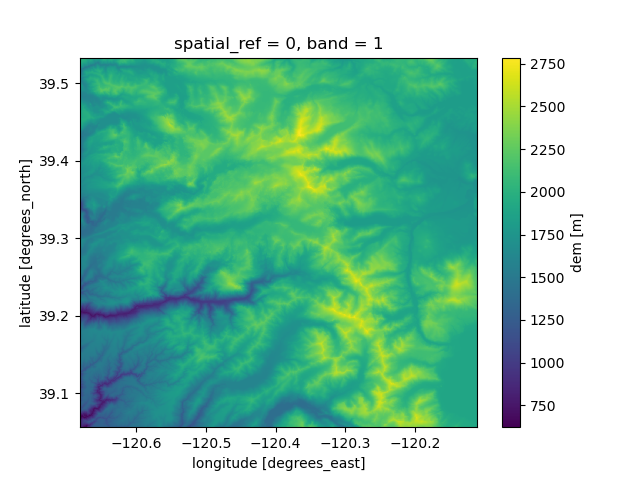 spatial_ref = 0, band = 1
39.5
39.4
39.3
39.2
39.1
latitude [degrees_north]
−120.6 −120.5 −120.4 −120.3 −120.2
longitude [degrees_east]
2750
2500
2250
2000
1750
1500
1250
1000
750
dem [m]